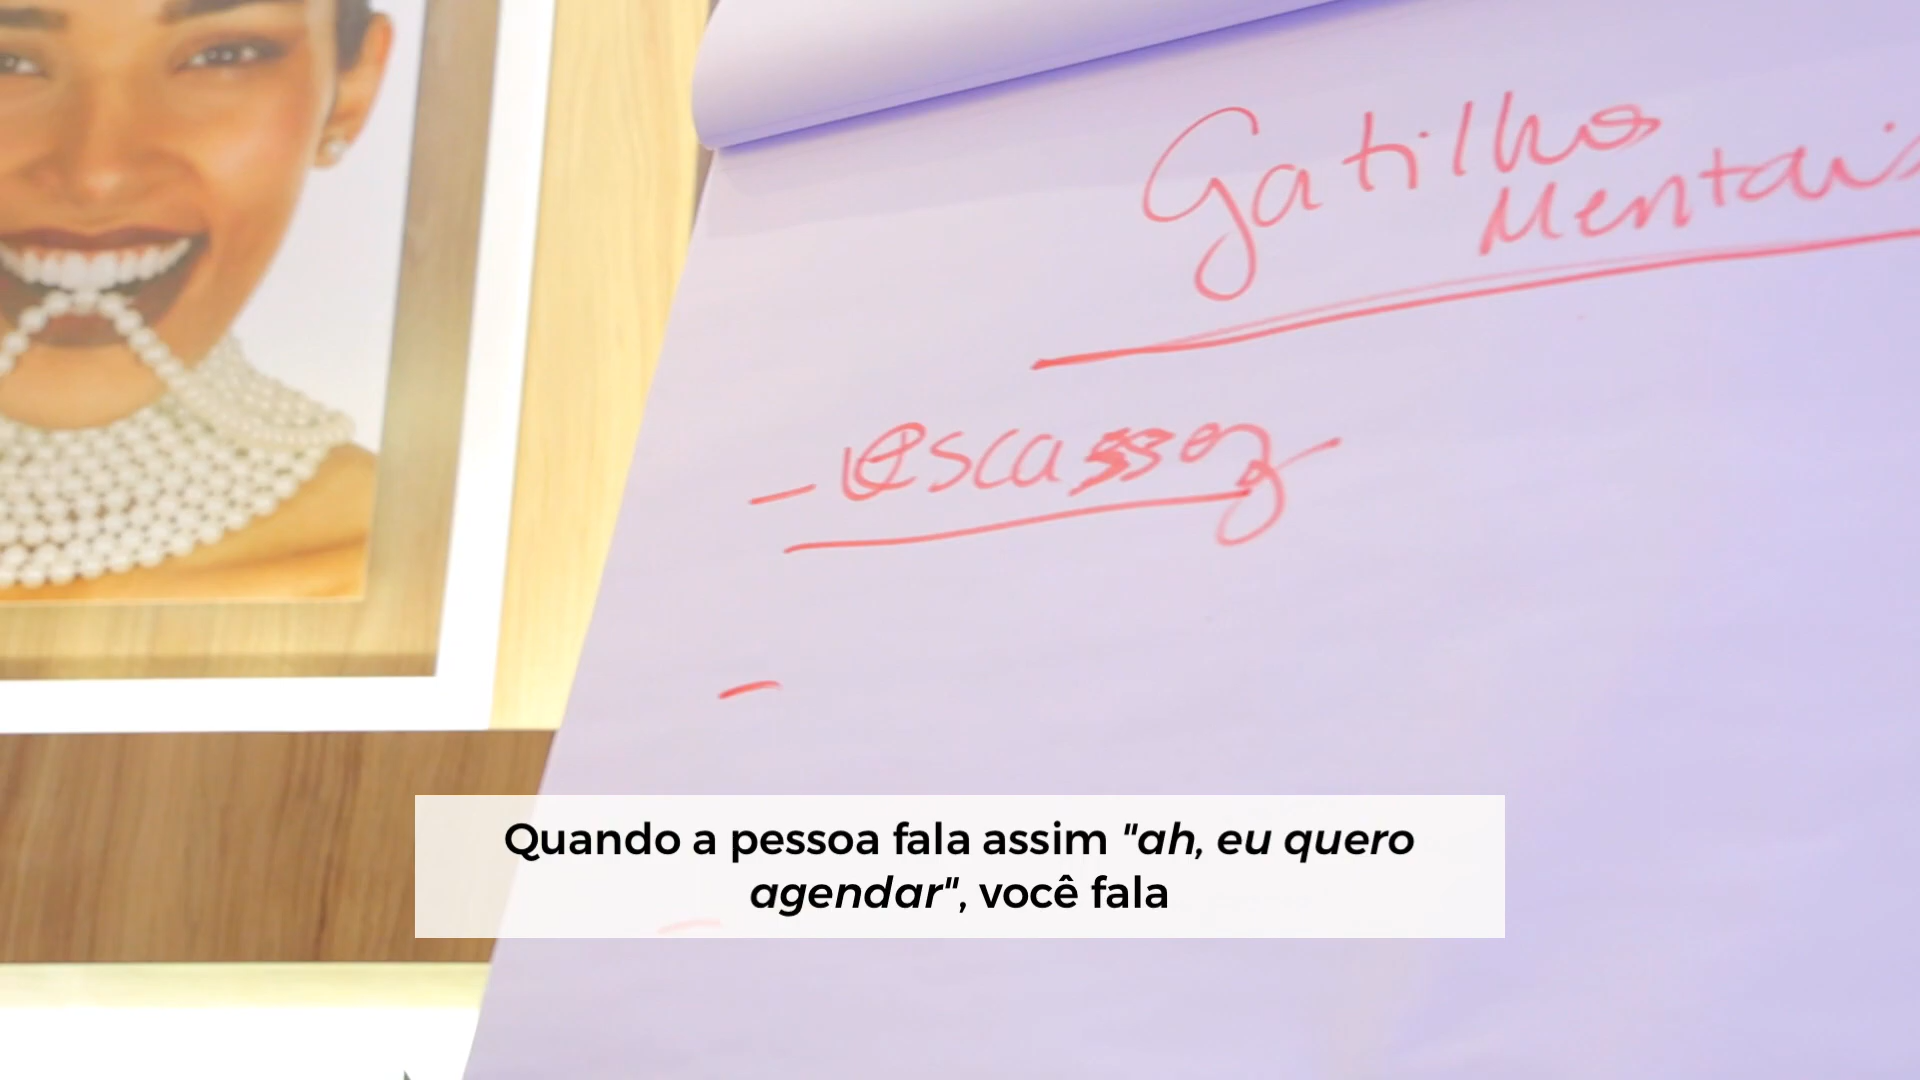 Gatilhos
Mentais
- escassez
-
-
Quando a pessoa fala assim "ah, eu quero
agendar", você fala